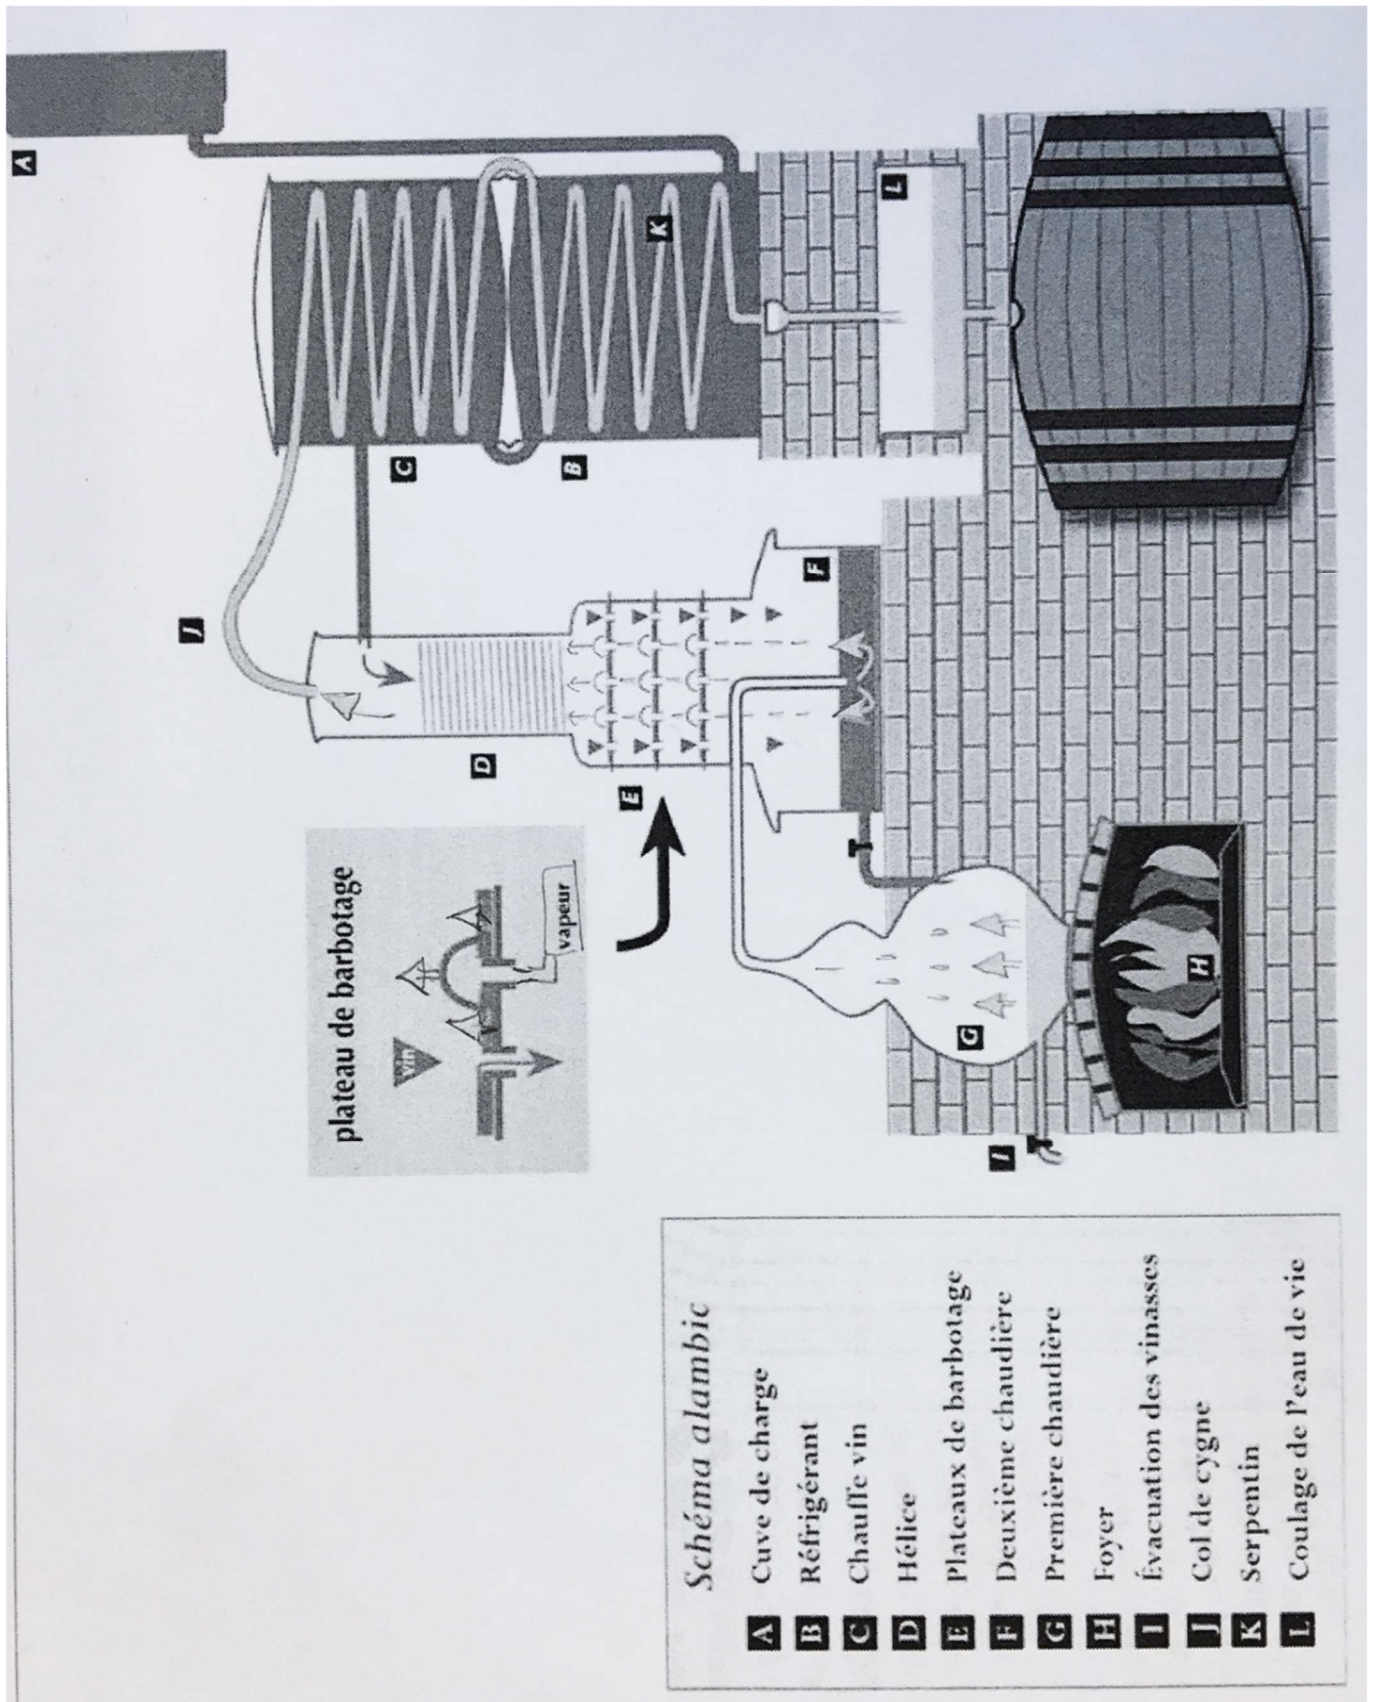 A
J
C
B
K
L
D
E
F
G
H
I
plateau de barbotage
vin
vapeur
Schéma alambic
A Cuve de charge
B Réfrigérant
C Chauffe vin
D Hélice
E Plateaux de barbotage
F Deuxième chaudière
G Première chaudière
H Foyer
I Évacuation des vinasses
J Col de cygne
K Serpentin
L Coulage de l'eau de vie